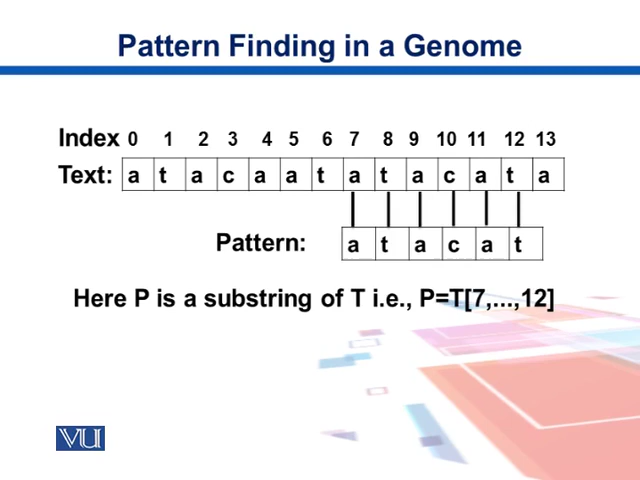 Pattern Finding in a Genome
Index 0 1 2 3 4 5 6 7 8 9 10 11 12 13
Text: a t a c a a t a t a c a t a
Pattern: a t a c a t
Here P is a substring of T i.e., P=T[7,...,12]
VU